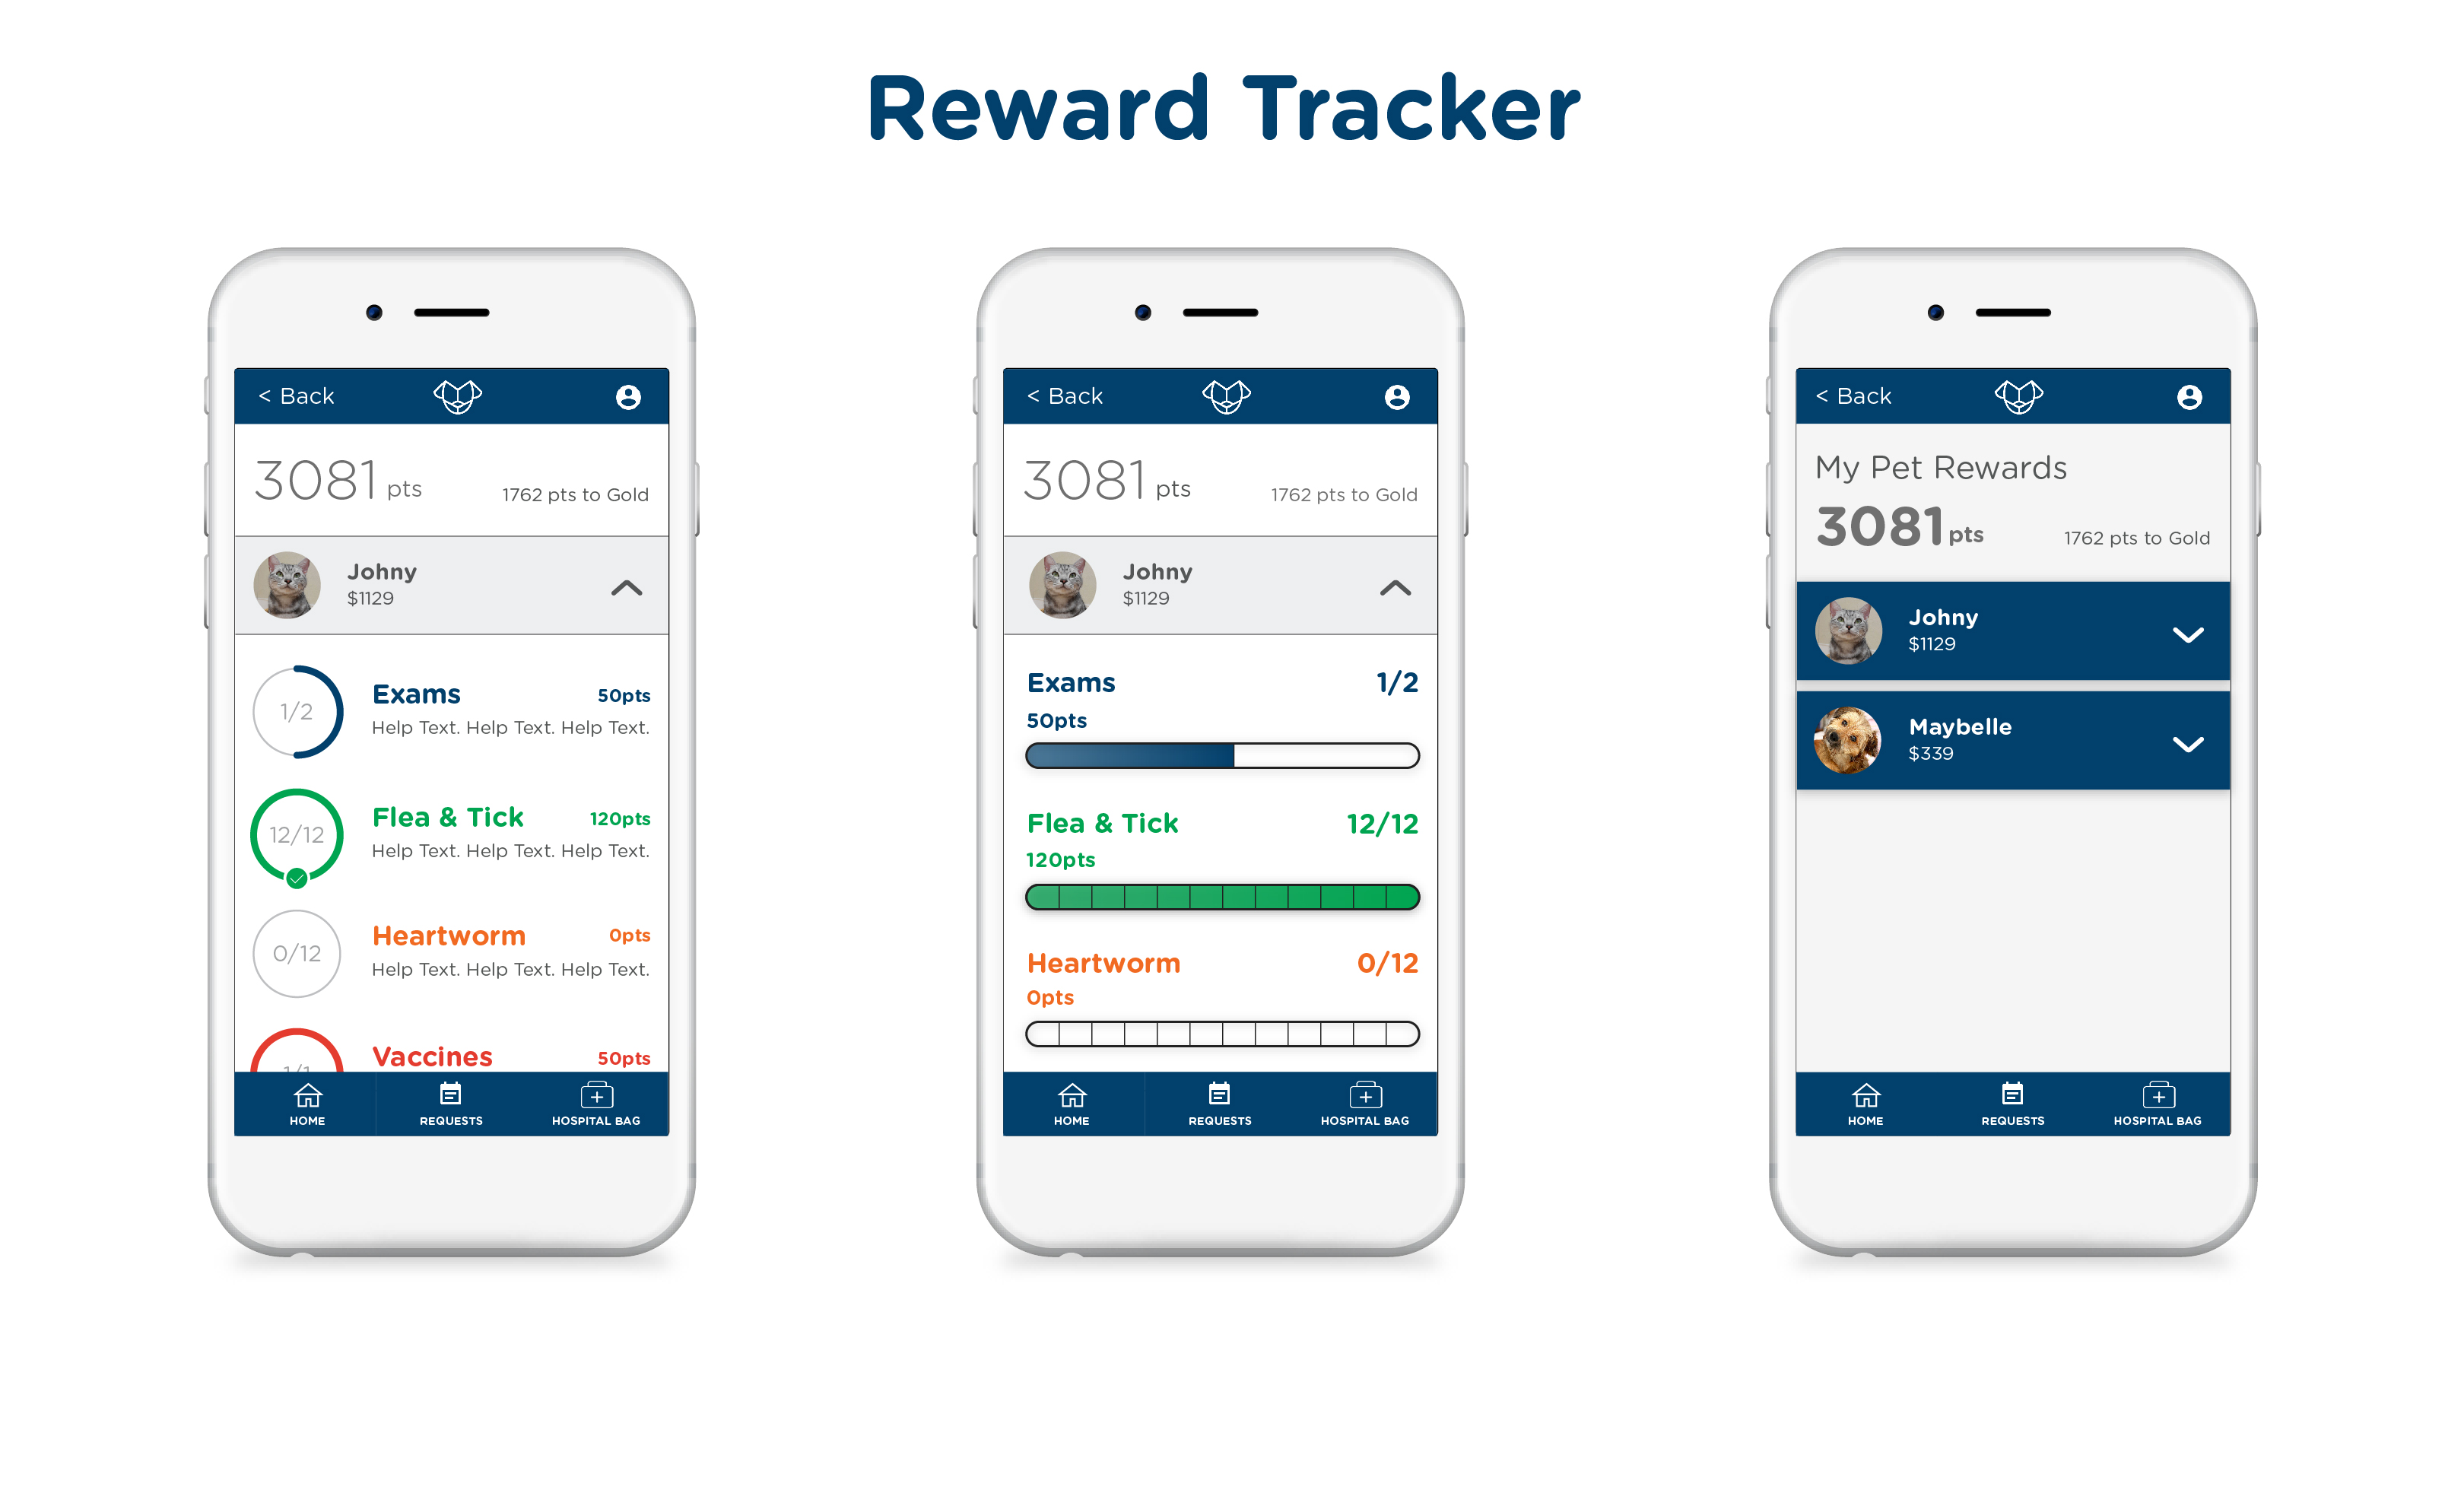 Reward Tracker
< Back
3081 pts
1762 pts to Gold
Johny
$1129
1/2
Exams
50pts
Help Text. Help Text. Help Text.
12/12
Flea & Tick
120pts
Help Text. Help Text. Help Text.
0/12
Heartworm
0pts
Help Text. Help Text. Help Text.
1/1
Vaccines
50pts
HOME
REQUESTS
HOSPITAL BAG
< Back
3081 pts
1762 pts to Gold
Johny
$1129
Exams
1/2
50pts
Flea & Tick
12/12
120pts
Heartworm
0/12
0pts
HOME
REQUESTS
HOSPITAL BAG
< Back
My Pet Rewards
3081 pts
1762 pts to Gold
Johny
$1129
Maybelle
$339
HOME
REQUESTS
HOSPITAL BAG